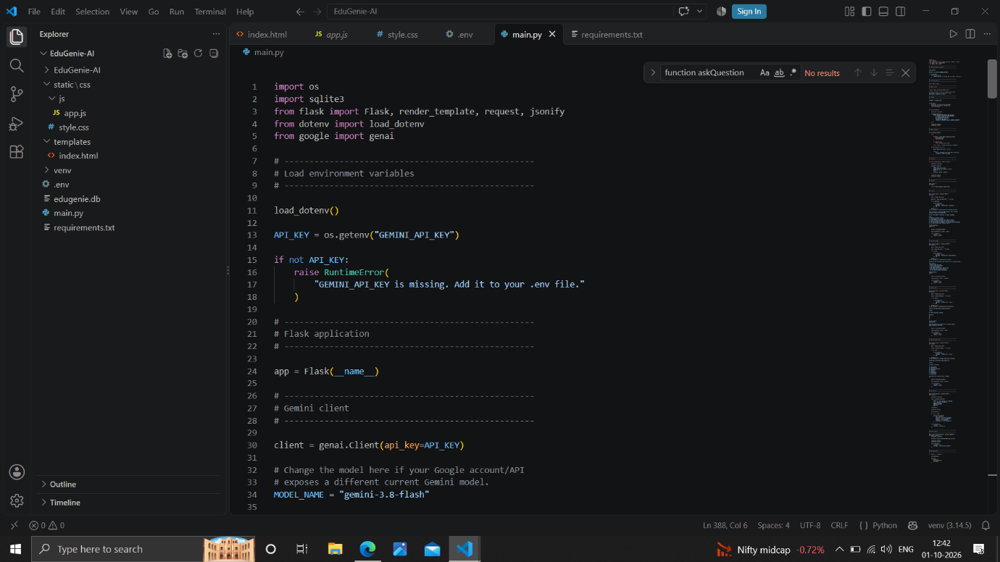 File Edit Selection View Go Run Terminal Help
EduGenie-AI
Sign In
Explorer
EduGenie-AI
EduGenie-AI
static\css
js
JS app.js
# style.css
templates
<> index.html
venv
.env
edugenie.db
main.py
requirements.txt
Outline
Timeline
<> index.html
JS app.js
# style.css
.env
main.py
requirements.txt
main.py
function askQuestion
Aa ab .*
No results
1 import os
2 import sqlite3
3 from flask import Flask, render_template, request, jsonify
4 from dotenv import load_dotenv
5 from google import genai
6
7 # --------------------------------------------------
8 # Load environment variables
9 # --------------------------------------------------
10
11 load_dotenv()
12
13 API_KEY = os.getenv("GEMINI_API_KEY")
14
15 if not API_KEY:
16     raise RuntimeError(
17         "GEMINI_API_KEY is missing. Add it to your .env file."
18     )
19
20 # --------------------------------------------------
21 # Flask application
22 # --------------------------------------------------
23
24 app = Flask(__name__)
25
26 # --------------------------------------------------
27 # Gemini client
28 # --------------------------------------------------
29
30 client = genai.Client(api_key=API_KEY)
31
32 # Change the model here if your Google account/API
33 # exposes a different current Gemini model.
34 MODEL_NAME = "gemini-3.8-flash"
35
0 0
Ln 388, Col 6 Spaces: 4 UTF-8 CRLF { } Python venv (3.14.5)
Type here to search
Nifty midcap -0.72%
ENG
12:42
01-10-2026